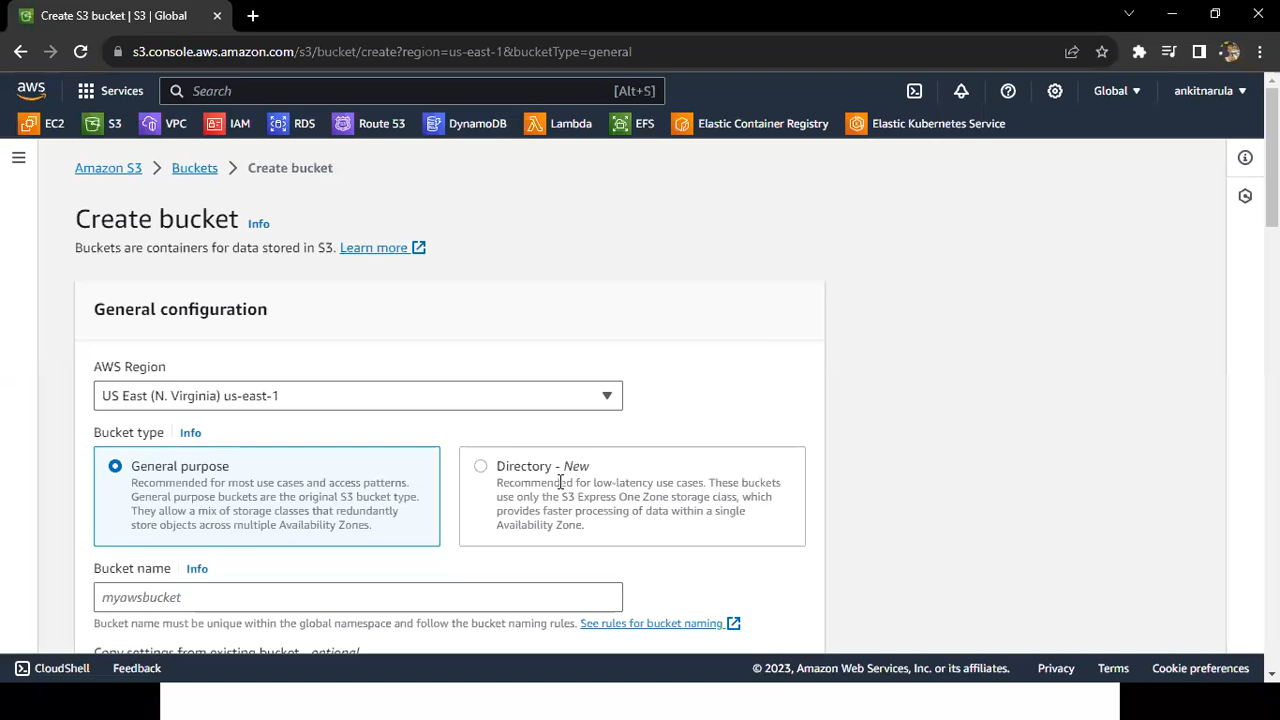 Create S3 bucket | S3 | Global
s3.console.aws.amazon.com/s3/bucket/create?region=us-east-1&bucketType=general
aws Services Search [Alt+S] Global ankitnarula
EC2 S3 VPC IAM RDS Route 53 DynamoDB Lambda EFS Elastic Container Registry Elastic Kubernetes Service
Amazon S3 > Buckets > Create bucket
Create bucket Info
Buckets are containers for data stored in S3. Learn more
General configuration
AWS Region
US East (N. Virginia) us-east-1
Bucket type Info
General purpose
Recommended for most use cases and access patterns.
General purpose buckets are the original S3 bucket type.
They allow a mix of storage classes that redundantly
store objects across multiple Availability Zones.
Directory - New
Recommended for low-latency use cases. These buckets
use only the S3 Express One Zone storage class, which
provides faster processing of data within a single
Availability Zone.
Bucket name Info
myawsbucket
Bucket name must be unique within the global namespace and follow the bucket naming rules. See rules for bucket naming
Copy settings from existing bucket - optional
CloudShell Feedback © 2023, Amazon Web Services, Inc. or its affiliates. Privacy Terms Cookie preferences